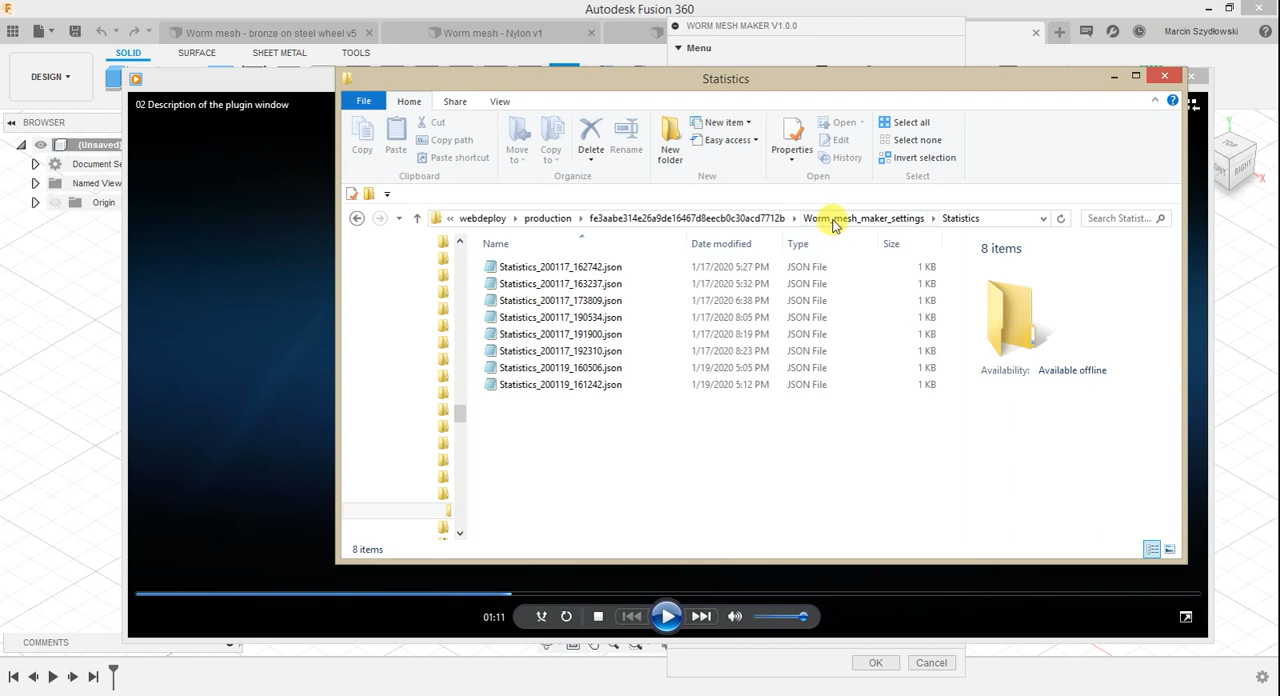 Autodesk Fusion 360
WORM MESH MAKER V1.0.0
Menu
Worm mesh - bronze on steel wheel v5
Worm mesh - Nylon v1
Marcin Szydłowski
SOLID
SURFACE
SHEET METAL
TOOLS
DESIGN
BROWSER
(Unsaved)
Document Se
Named View
Origin
TOP
FRONT
RIGHT
Y
X
02 Description of the plugin window
Statistics
File
Home
Share
View
Copy
Paste
Cut
Copy path
Paste shortcut
Clipboard
Move to
Copy to
Delete
Rename
Organize
New folder
New item
Easy access
New
Properties
Open
Edit
History
Open
Select all
Select none
Invert selection
Select
« webdeploy
production
fe3aabe314e26a9de16467d8eecb0c30acd7712b
Worm_mesh_maker_settings
Statistics
Search Statist...
Name
Date modified
Type
Size
Statistics_200117_162742.json 1/17/2020 5:27 PM JSON File 1 KB
Statistics_200117_163237.json 1/17/2020 5:32 PM JSON File 1 KB
Statistics_200117_173809.json 1/17/2020 6:38 PM JSON File 1 KB
Statistics_200117_190534.json 1/17/2020 8:05 PM JSON File 1 KB
Statistics_200117_191900.json 1/17/2020 8:19 PM JSON File 1 KB
Statistics_200117_192310.json 1/17/2020 8:23 PM JSON File 1 KB
Statistics_200119_160506.json 1/19/2020 5:05 PM JSON File 1 KB
Statistics_200119_161242.json 1/19/2020 5:12 PM JSON File 1 KB
8 items
Availability: Available offline
8 items
01:11
COMMENTS
OK
Cancel